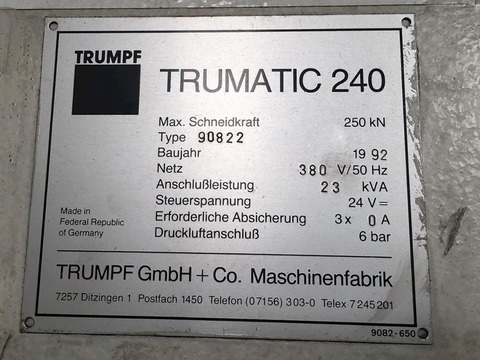 TRUMPF
TRUMATIC 240
Max. Schneidkraft 250 kN
Type 90822
Baujahr 1992
Netz 380 V/50 Hz
Anschlußleistung 23 kVA
Steuerspannung 24 V=
Erforderliche Absicherung 3x 0 A
Druckluftanschluß 6 bar
Made in
Federal Republic
of Germany
TRUMPF GmbH + Co. Maschinenfabrik
7257 Ditzingen 1 Postfach 1450 Telefon (07156) 303-0 Telex 7245201
9082-650